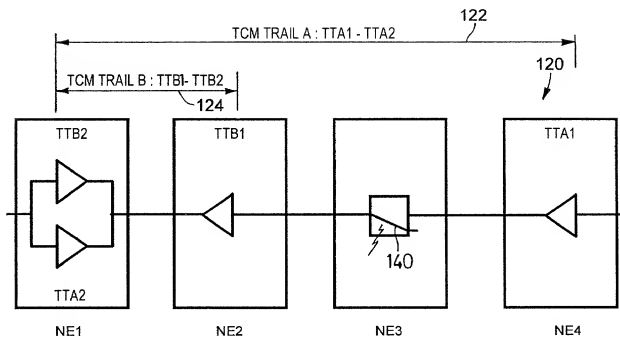 122
TCM TRAIL A : TTA1 - TTA2
120
TCM TRAIL B : TTB1- TTB2
124
TTB2
TTB1
TTA1
140
TTA2
NE1
NE2
NE3
NE4